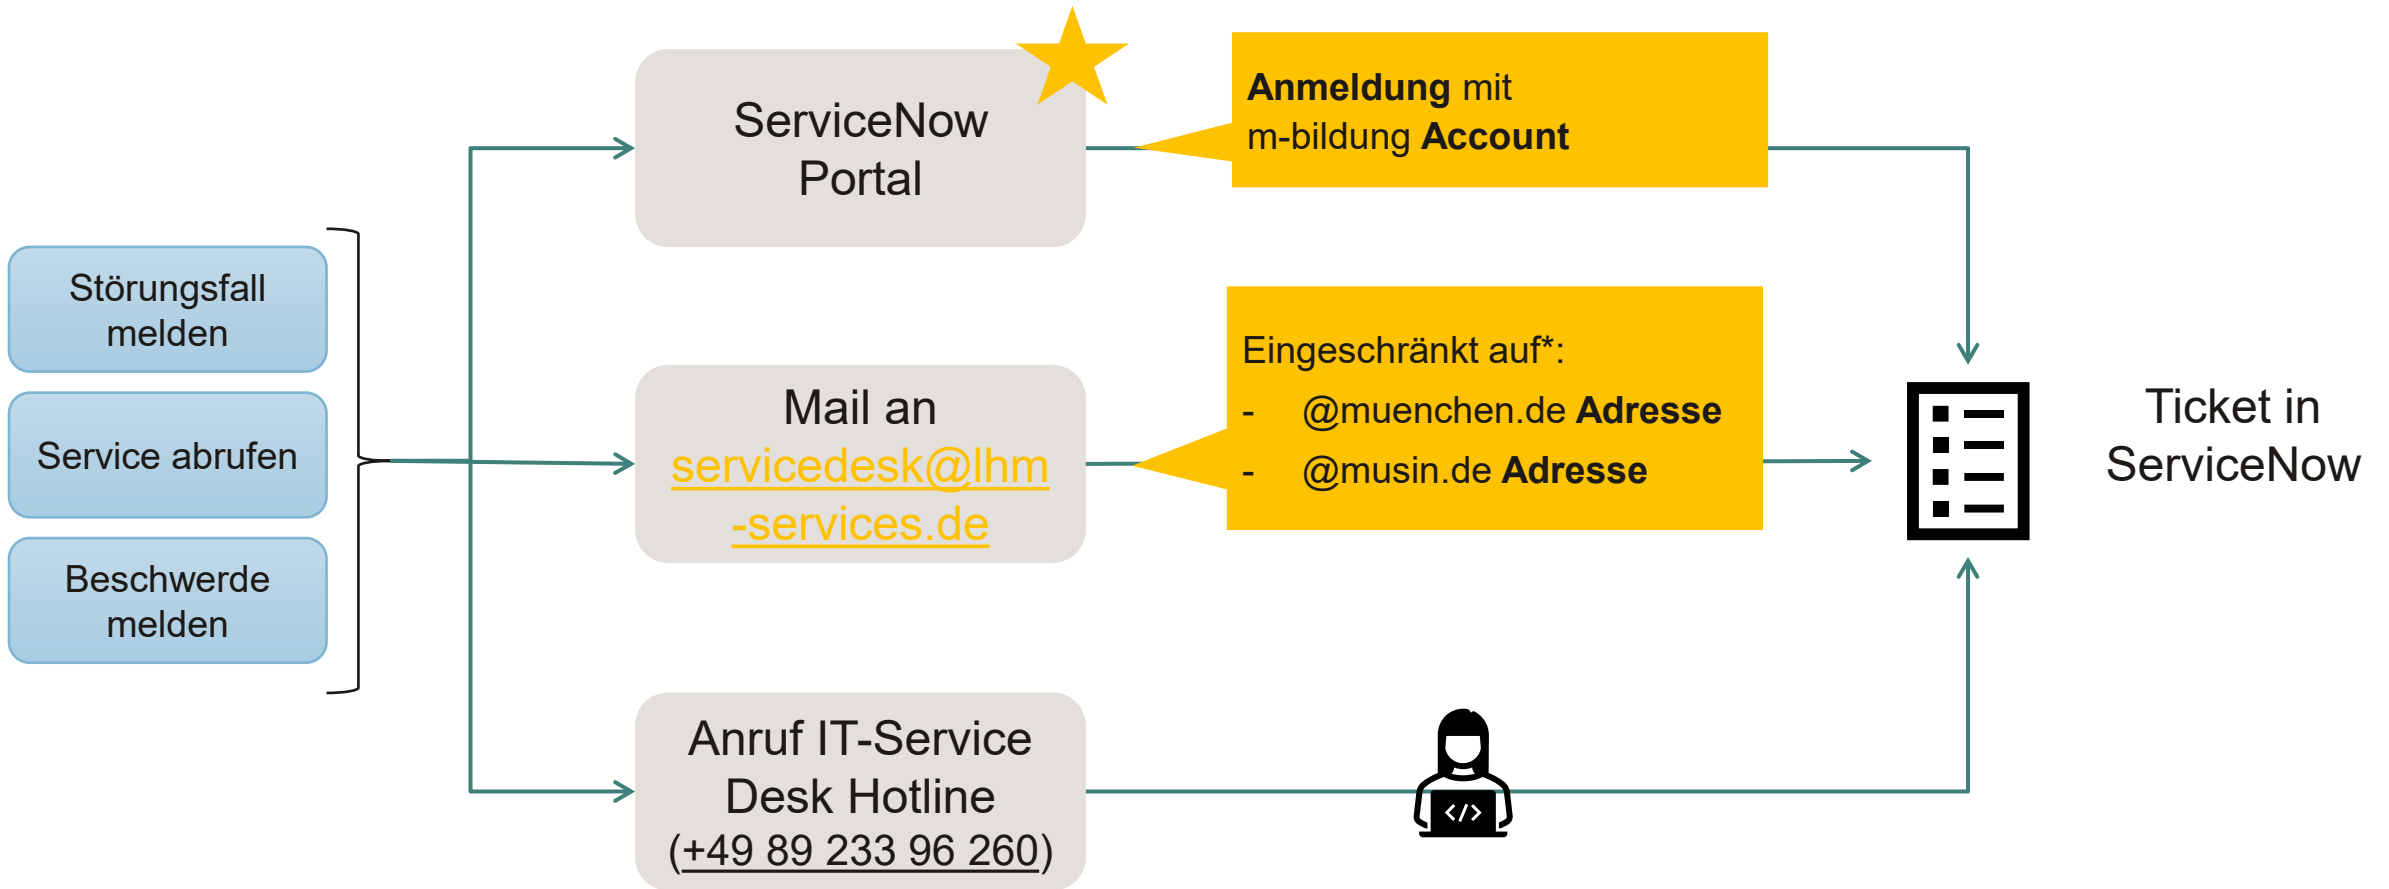 Störungsfall
melden
Service abrufen
Beschwerde
melden
ServiceNow
Portal
Mail an
servicedesk@lhm
-services.de
Anruf IT-Service
Desk Hotline
(+49 89 233 96 260)
Anmeldung mit
m-bildung Account
Eingeschränkt auf*:
- @muenchen.de Adresse
- @musin.de Adresse
</>
Ticket in
ServiceNow